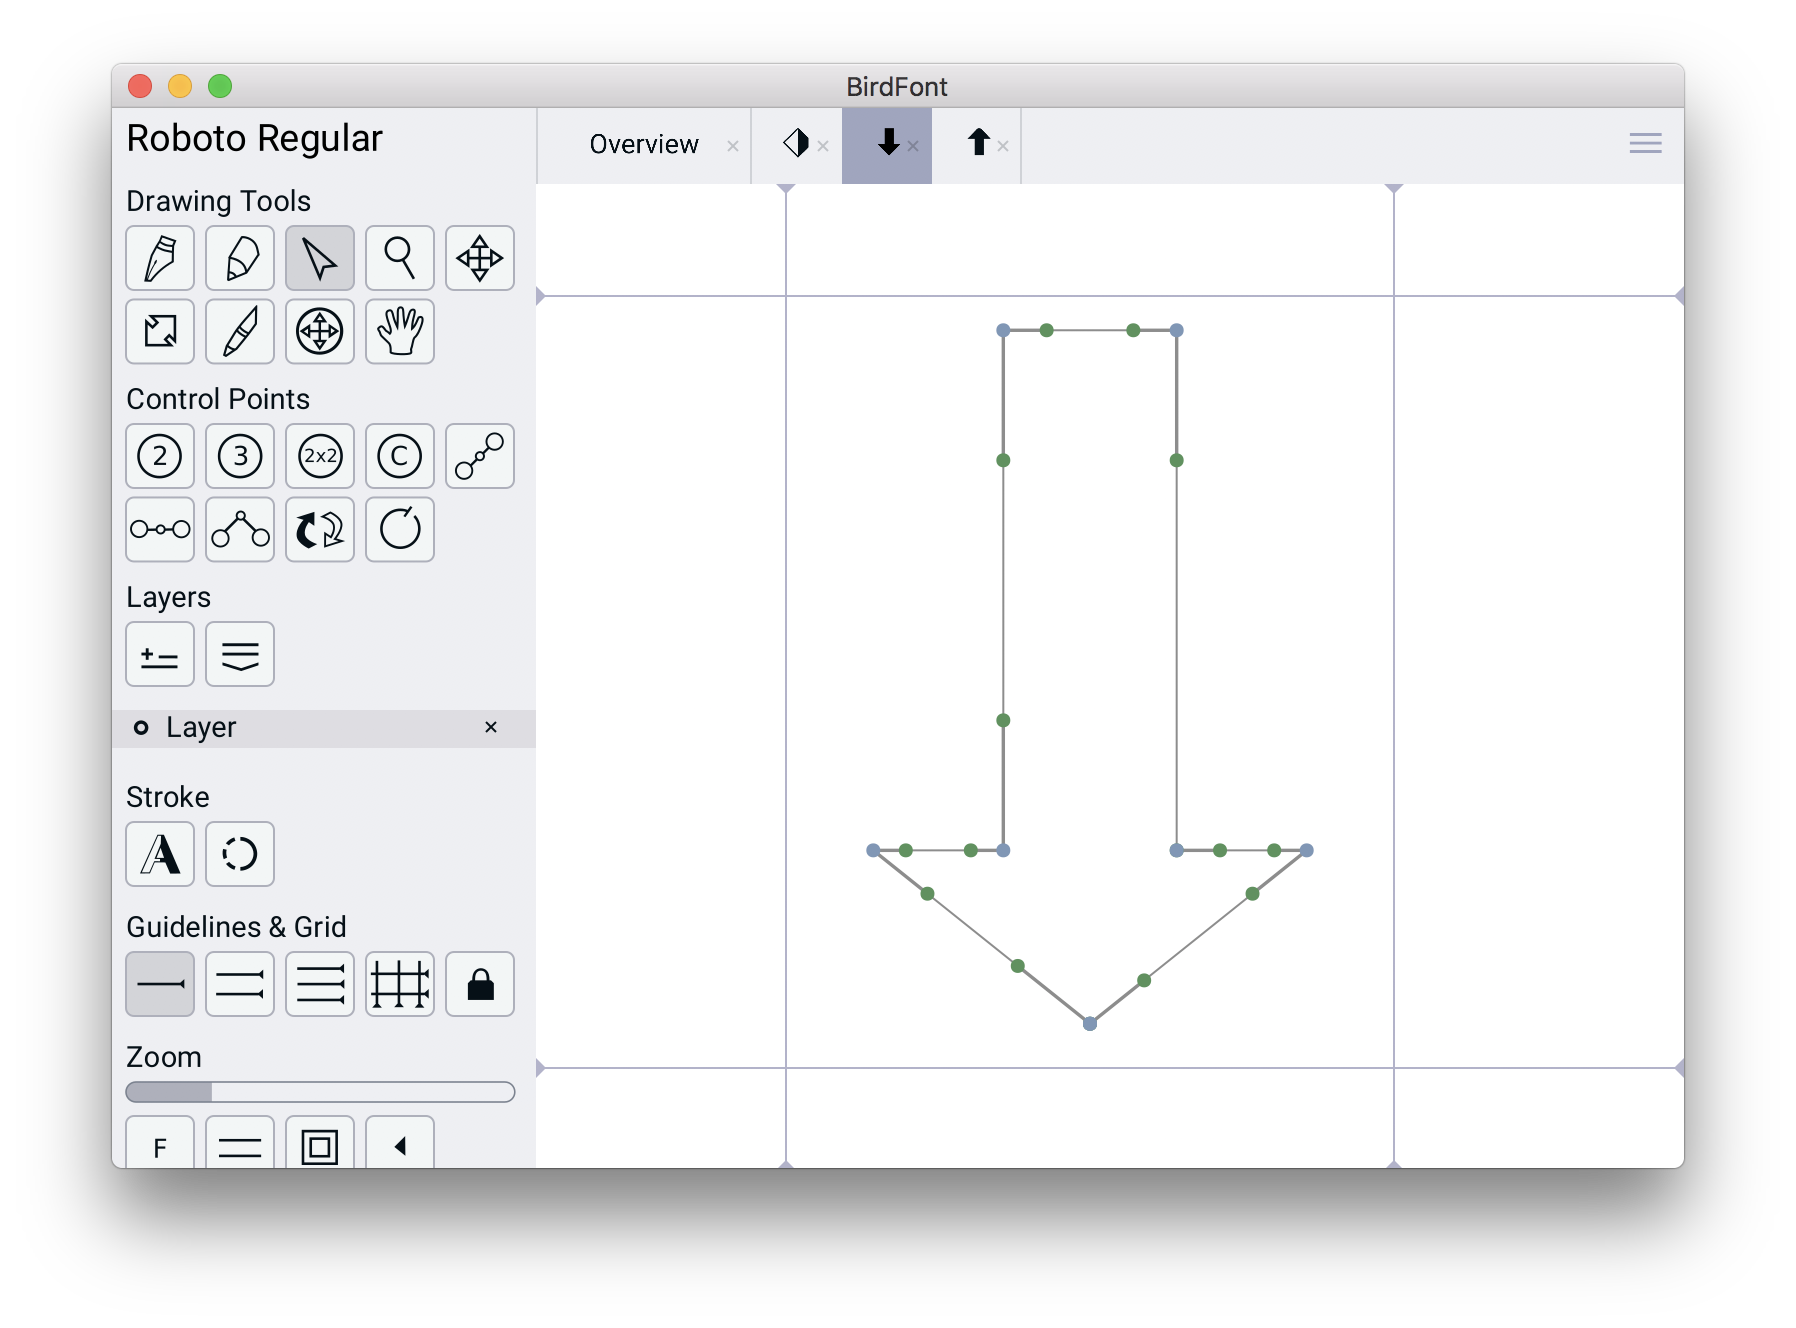 BirdFont
Roboto Regular
Overview
Drawing Tools
Control Points
2
3
2x2
C
Layers
Layer
Stroke
A
Guidelines & Grid
Zoom
F